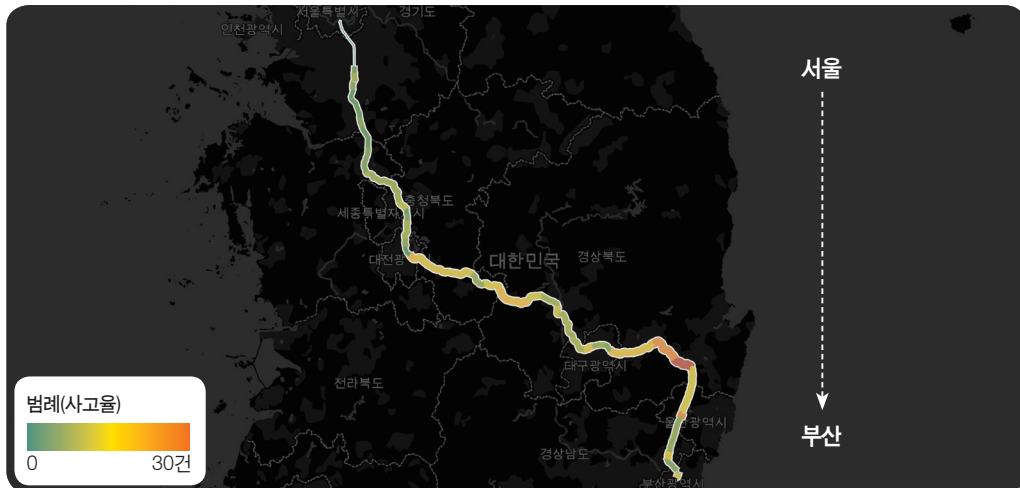 서울특별시
경기도
인천광역시
서울
충청북도
세종특별자치시
대전광
대한민국
경상북도
대구광역시
전라북도
울산광역시
경상남도
부산광역시
부산
범례(사고율)
0
30건